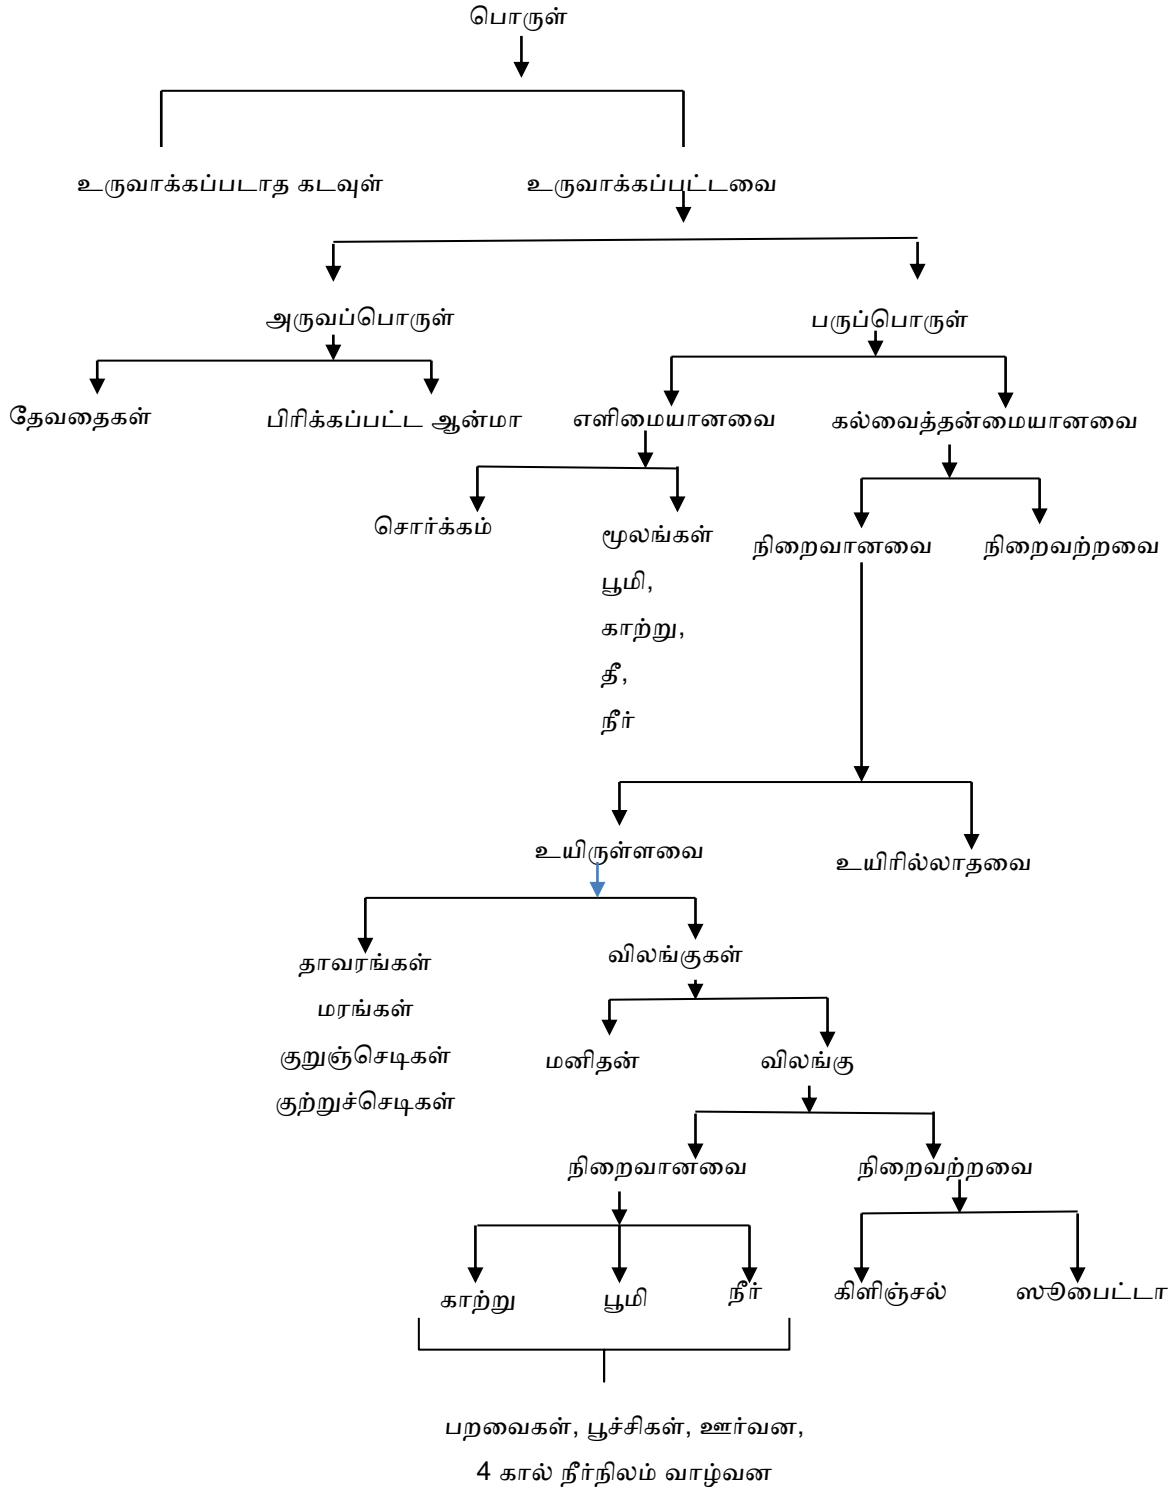 பொருள்
உருவாக்கப்படாத கடவுள்
உருவாக்கப்பட்டவை
அருவப்பொருள்
பருப்பொருள்
தேவதைகள்
பிரிக்கப்பட்ட ஆன்மா
எளிமையானவை
கல்வைத்தன்மையானவை
சொர்க்கம்
மூலங்கள்
பூமி,
காற்று,
தீ,
நீர்
நிறைவானவை
நிறைவற்றவை
உயிருள்ளவை
உயிரில்லாதவை
தாவரங்கள்
மரங்கள்
குறுஞ்செடிகள்
குற்றுச்செடிகள்
விலங்குகள்
மனிதன்
விலங்கு
நிறைவானவை
நிறைவற்றவை
காற்று
பூமி
நீர்
கிளிஞ்சல்
ஸூபைட்டா
பறவைகள், பூச்சிகள், ஊர்வன,
4 கால் நீர்நிலம் வாழ்வன